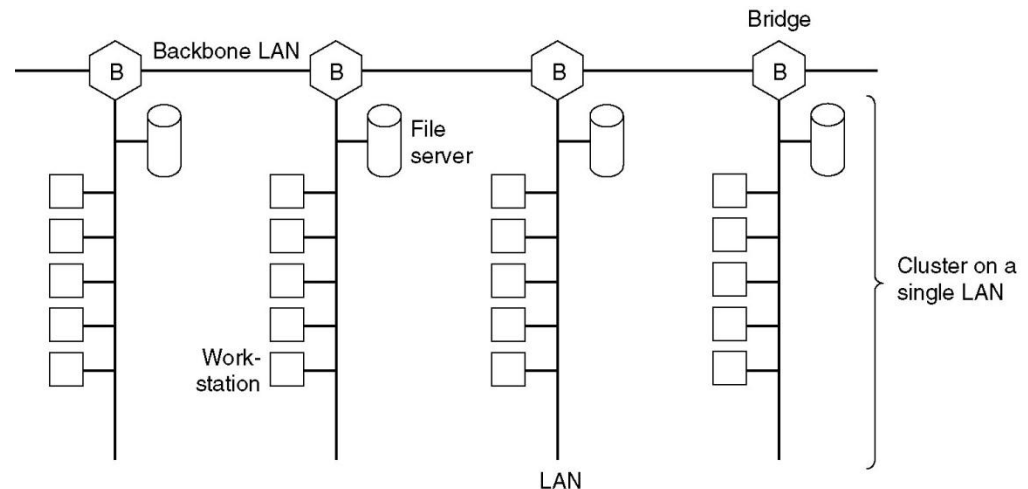 Bridge
Backbone LAN
B
B
B
B
File
server
Cluster on a
single LAN
Work-
station
LAN